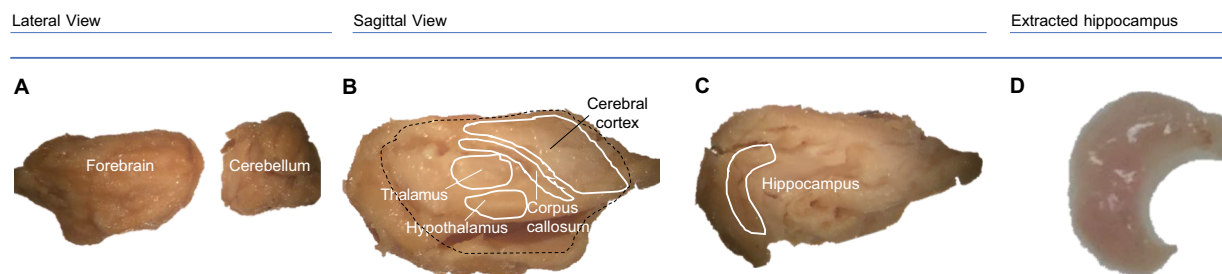 Lateral View
Sagittal View
Extracted hippocampus
A
B
C
D
Forebrain
Cerebellum
Cerebral
cortex
Thalamus
Hypothalamus
Corpus
callosum
Hippocampus